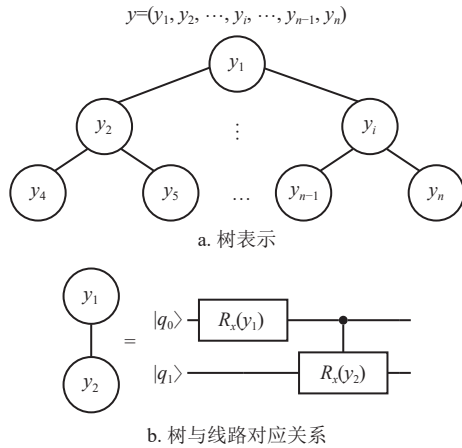 y=(y₁, y₂, ⋯, yᵢ, ⋯, yₙ₋₁, yₙ)
y₁
y₂ ⋮ yᵢ
y₄ y₅ … yₙ₋₁ yₙ
a. 树表示
y₁
|q₀⟩ Rₓ(y₁)
=
|q₁⟩ Rₓ(y₂)
y₂
b. 树与线路对应关系